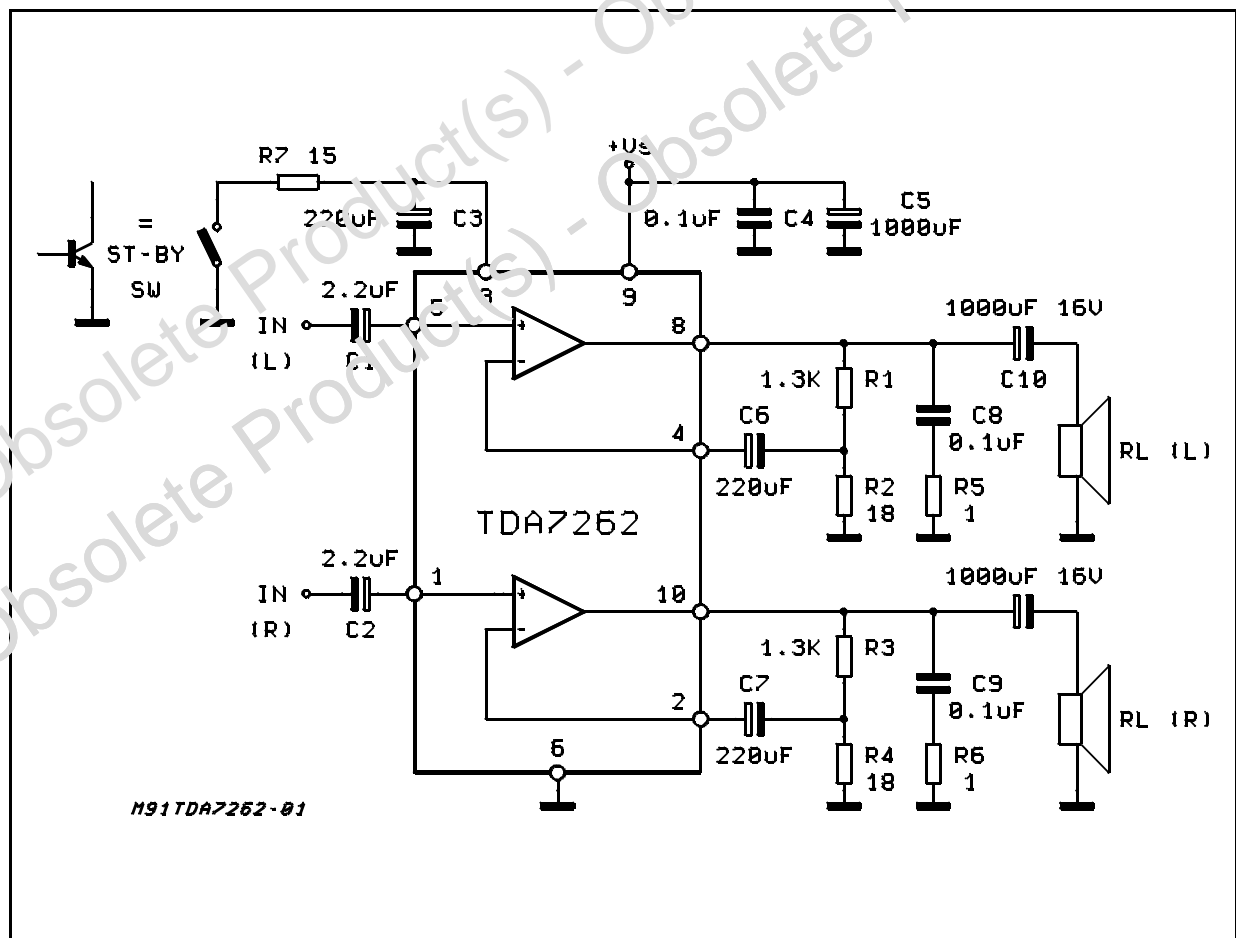 Obsolete Product(s) - Obsolete
Obsolete Product(s) - Obsolete
+Vs
R7 15
220uF C3
0.1uF C4
C5
1000uF
=
ST-BY
SW
3
9
2.2uF
5
IN
(L)
C1
+
-
8
1000uF 16V
C10
1.3K R1
C6
4
220uF
C8
0.1uF
R2
18
R5
1
RL (L)
TDA7262
2.2uF
1
IN
(R)
C2
+
-
10
1000uF 16V
1.3K R3
C7
2
220uF
C9
0.1uF
R4
18
R6
1
RL (R)
6
M91TDA7262-01